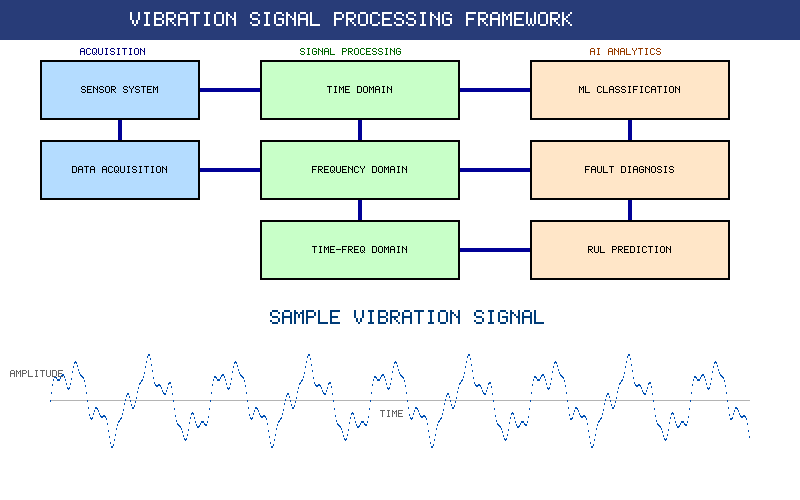 VIBRATION SIGNAL PROCESSING FRAMEWORK
ACQUISITION
SIGNAL PROCESSING
AI ANALYTICS
SENSOR SYSTEM
TIME DOMAIN
ML CLASSIFICATION
DATA ACQUISITION
FREQUENCY DOMAIN
FAULT DIAGNOSIS
TIME-FREQ DOMAIN
RUL PREDICTION
SAMPLE VIBRATION SIGNAL
AMPLITUDE
TIME